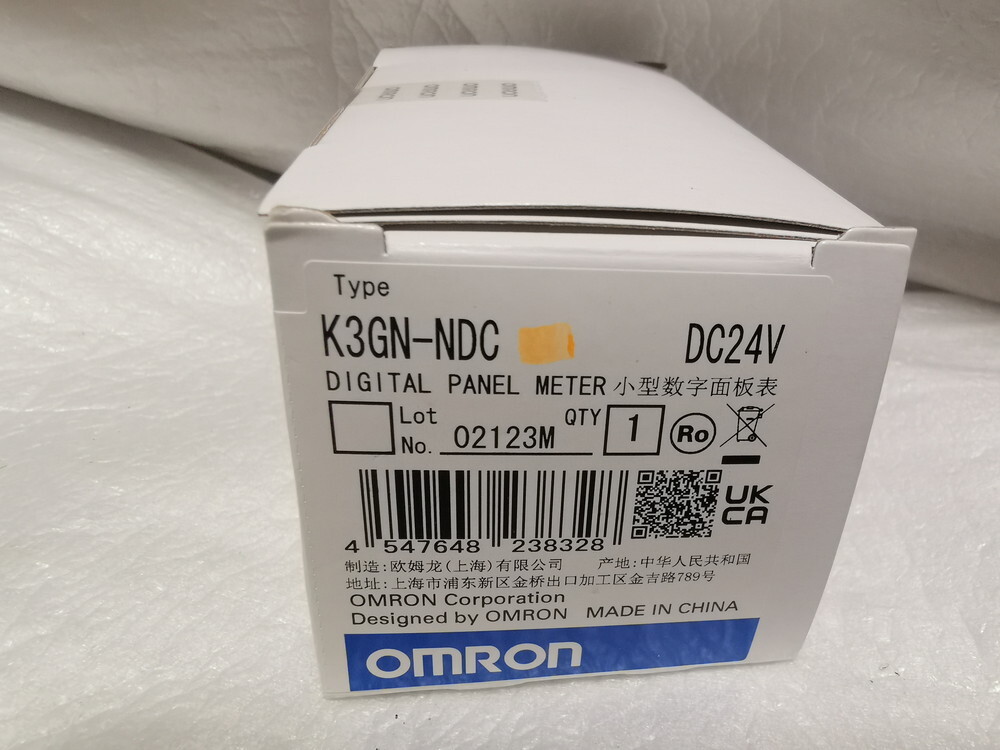 Type
K3GN-NDC DC24V
DIGITAL PANEL METER 小型数字面板表
Lot No. 02123M QTY 1 Ro
UK CA
4 547648 238328
制造:欧姆龙(上海)有限公司 产地:中华人民共和国
地址:上海市浦东新区金桥出口加工区金吉路789号
OMRON Corporation
Designed by OMRON MADE IN CHINA
OMRON